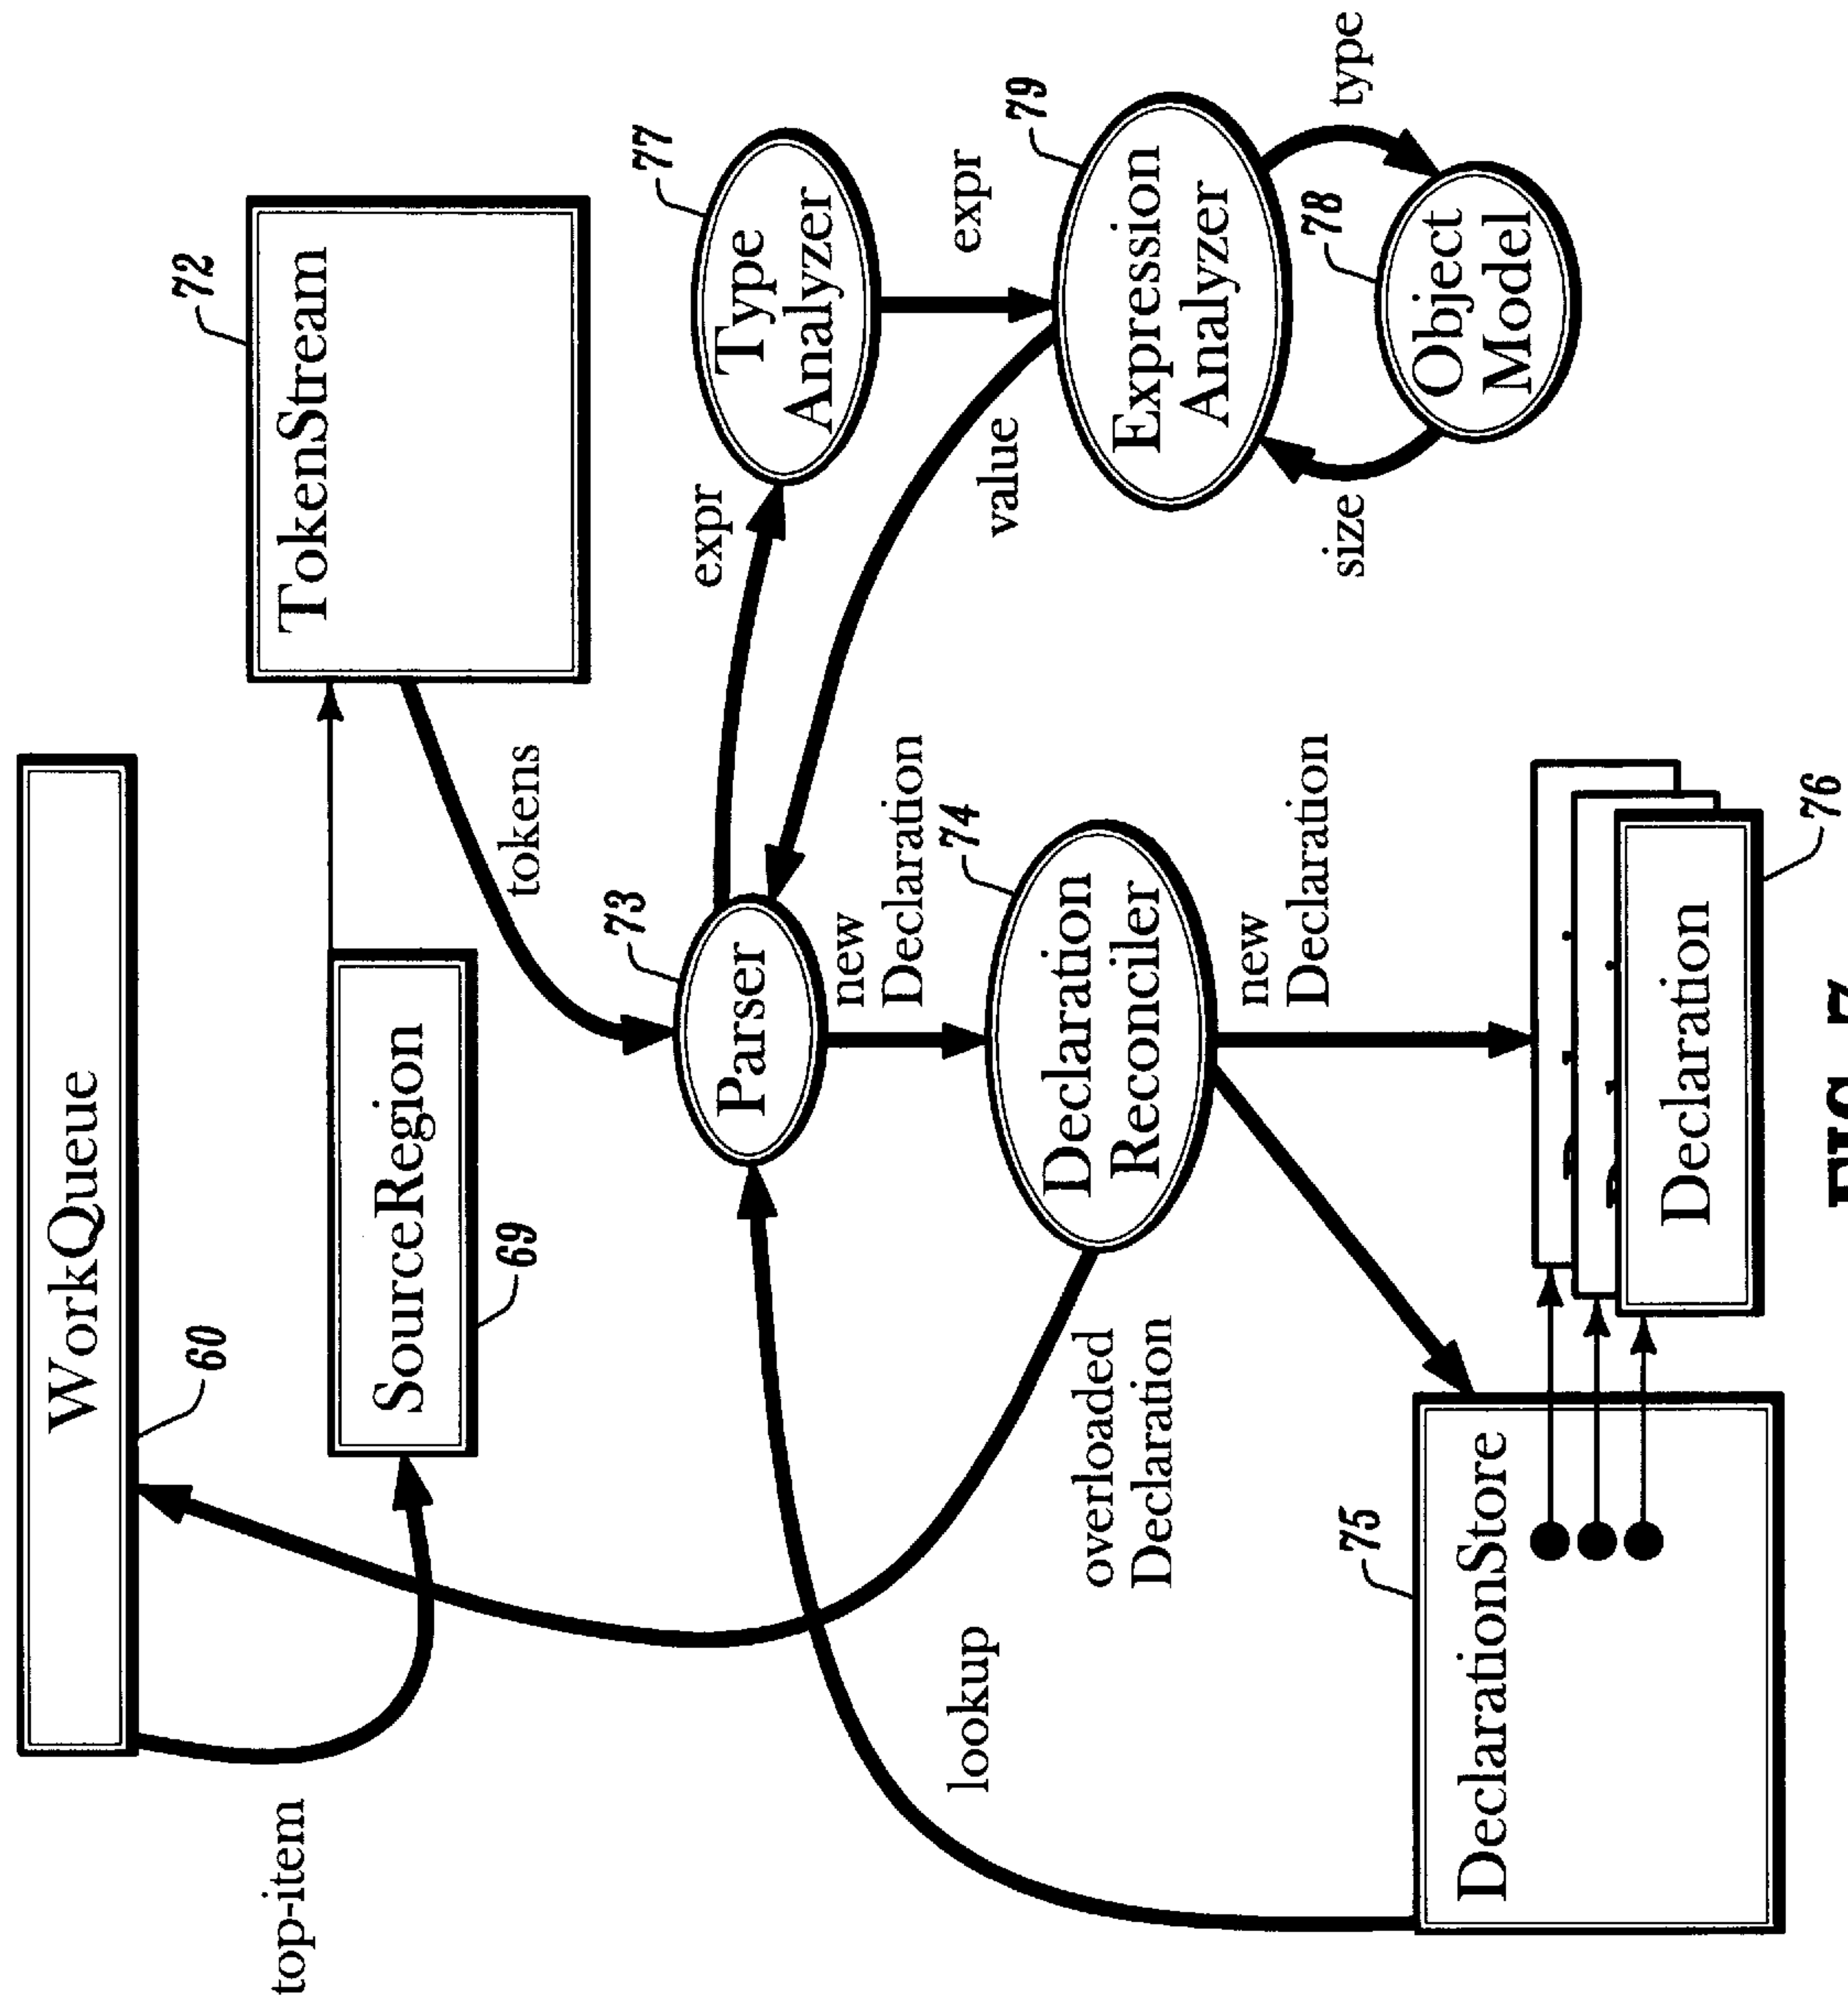 WorkQueue
60
top-item
SourceRegion
69
TokenStream
72
tokens
Parser
73
expr
Type
Analyzer
77
expr
value
Expression
Analyzer
79
type
size
Object
Model
78
new
Declaration
Declaration
Reconciler
74
new
Declaration
overloaded
Declaration
lookup
DeclarationStore
75
Declaration
76